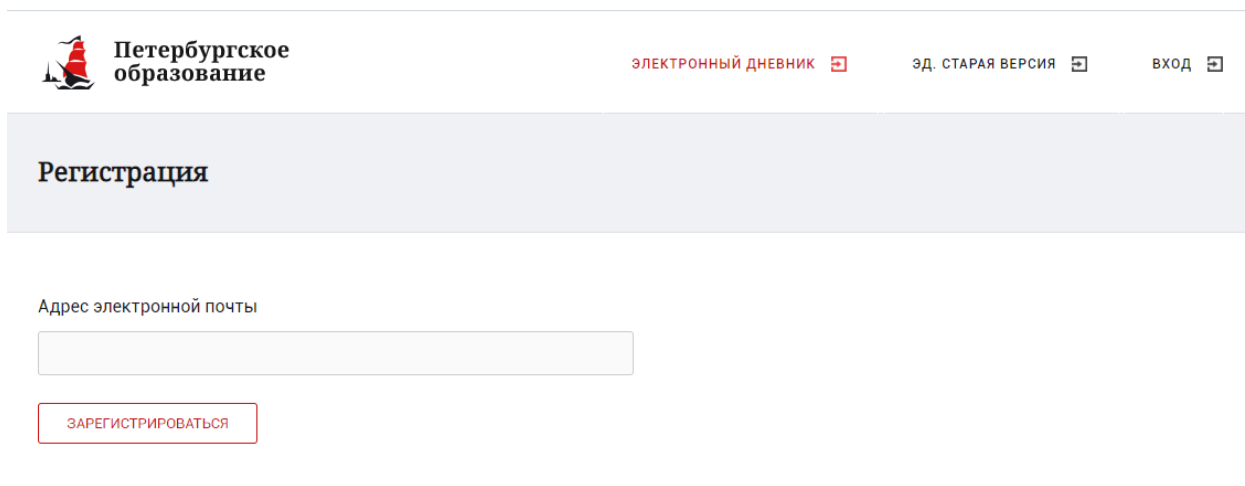 Петербургское
образование
ЭЛЕКТРОННЫЙ ДНЕВНИК
ЭД. СТАРАЯ ВЕРСИЯ
ВХОД
Регистрация
Адрес электронной почты
ЗАРЕГИСТРИРОВАТЬСЯ